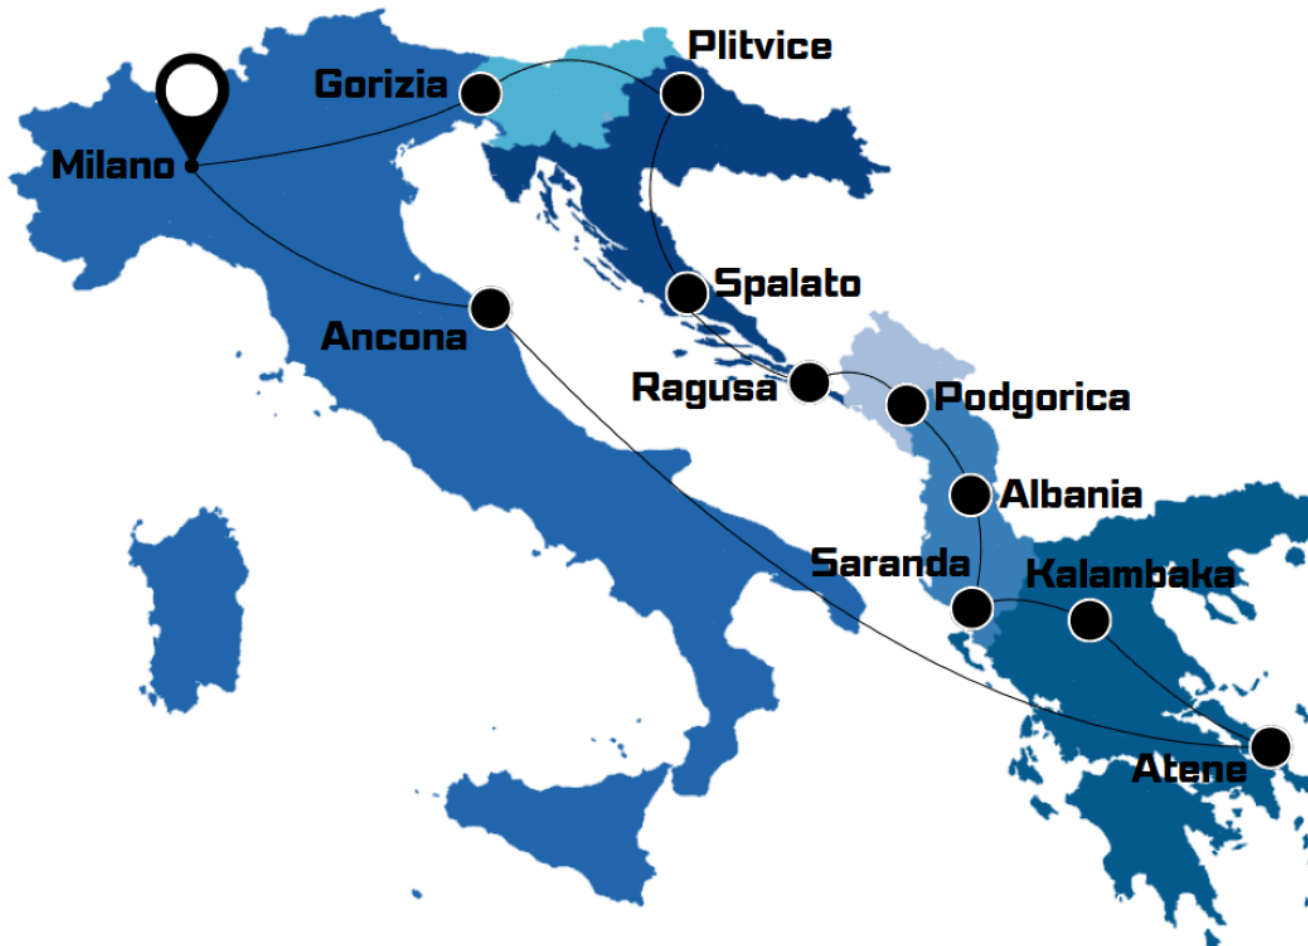 Plitvice
Gorizia
Milano
Spalato
Ancona
Ragusa
Podgorica
Albania
Saranda
Kalambaka
Atene